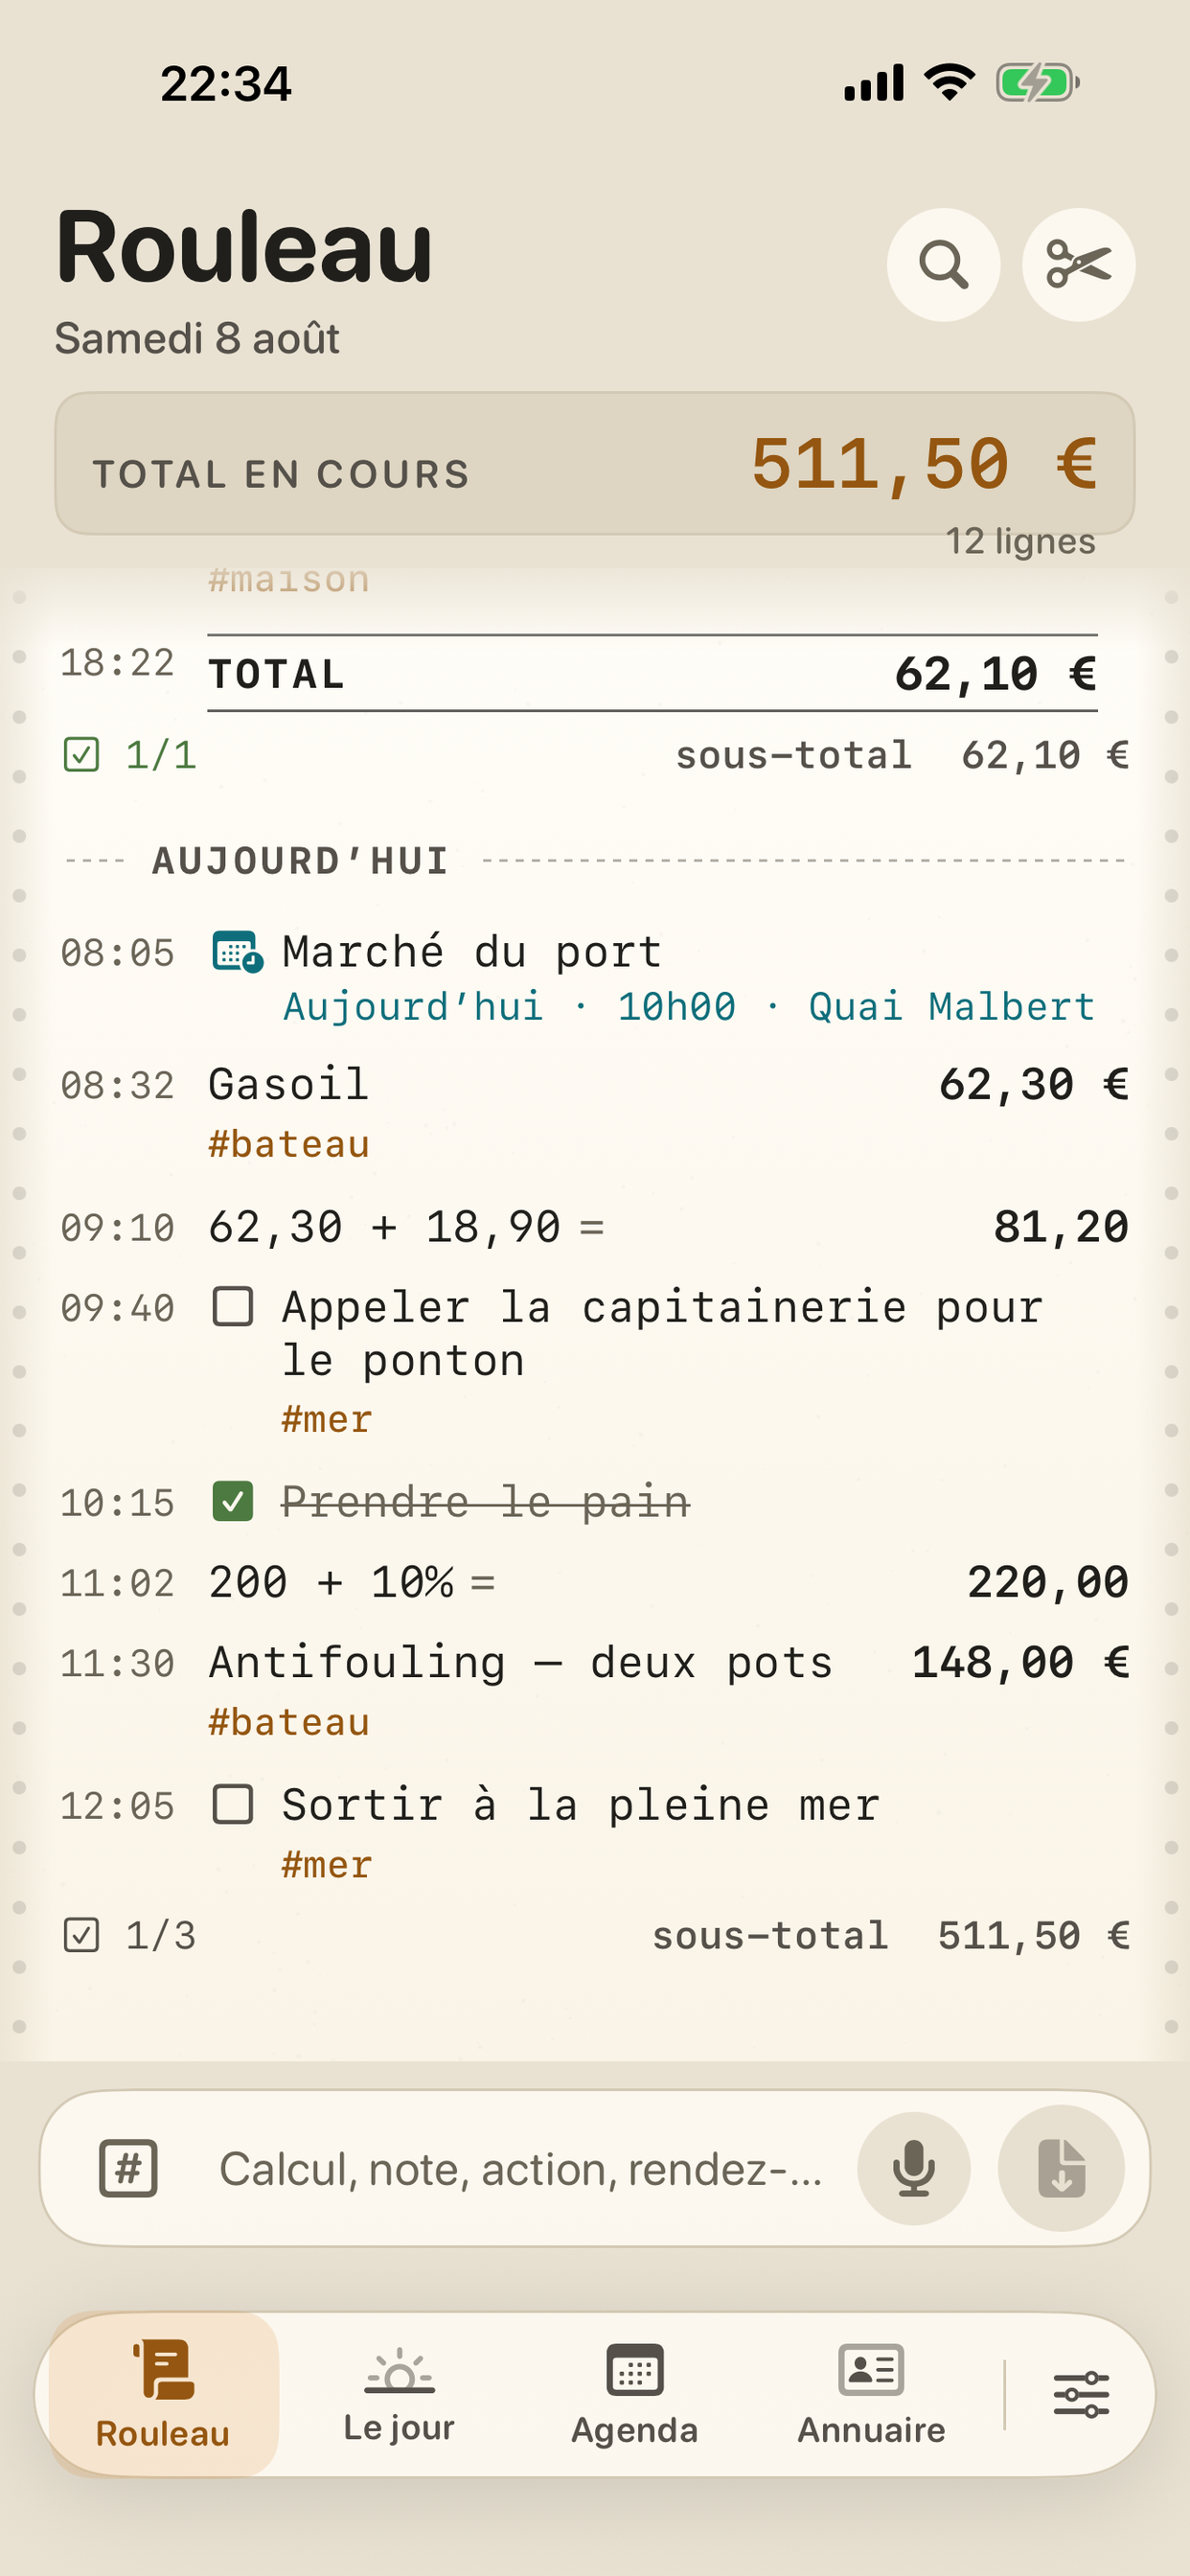 22:34
Rouleau
Samedi 8 août
TOTAL EN COURS 511,50 €
12 lignes
#maison
18:22 TOTAL 62,10 €
1/1 sous-total 62,10 €
AUJOURD’HUI
08:05 Marché du port
Aujourd’hui · 10h00 · Quai Malbert
08:32 Gasoil 62,30 €
#bateau
09:10 62,30 + 18,90 = 81,20
09:40 Appeler la capitainerie pour
le ponton
#mer
10:15 Prendre le pain
11:02 200 + 10% = 220,00
11:30 Antifouling — deux pots 148,00 €
#bateau
12:05 Sortir à la pleine mer
#mer
1/3 sous-total 511,50 €
# Calcul, note, action, rendez-...
Rouleau Le jour Agenda Annuaire